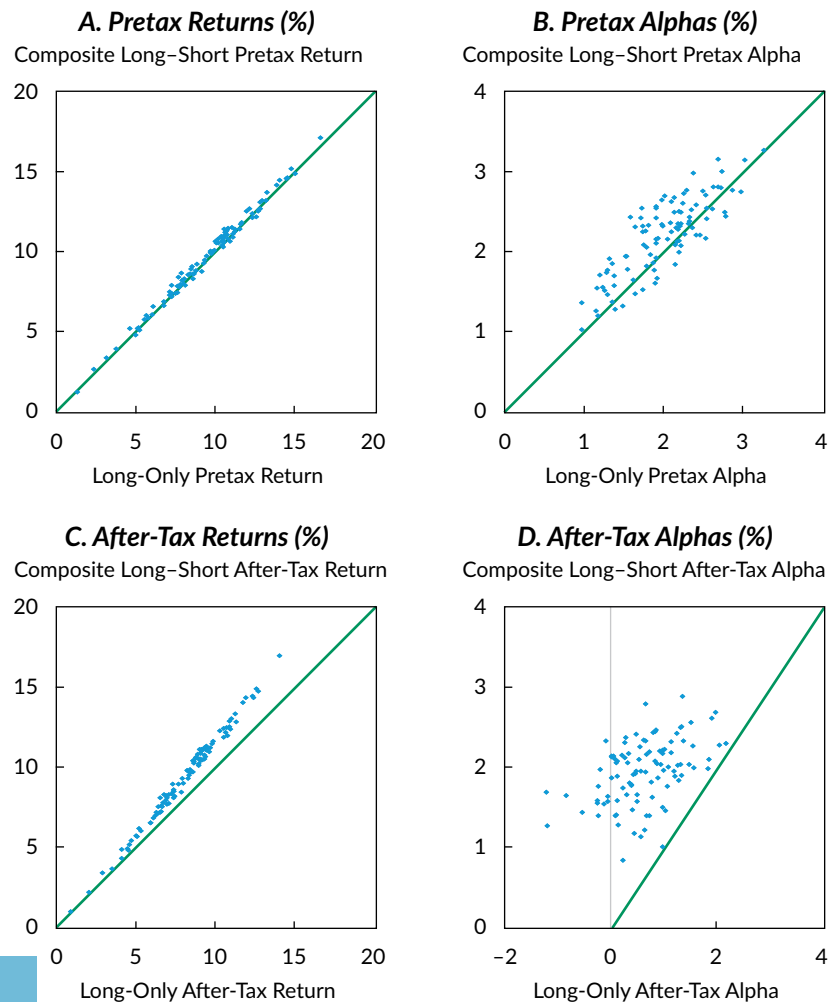 A. Pretax Returns (%)
Composite Long–Short Pretax Return
20
15
10
5
0
0 5 10 15 20
Long-Only Pretax Return
B. Pretax Alphas (%)
Composite Long–Short Pretax Alpha
4
3
2
1
0
0 1 2 3 4
Long-Only Pretax Alpha
C. After-Tax Returns (%)
Composite Long–Short After-Tax Return
20
15
10
5
0
0 5 10 15 20
Long-Only After-Tax Return
D. After-Tax Alphas (%)
Composite Long–Short After-Tax Alpha
4
3
2
1
0
–2 0 2 4
Long-Only After-Tax Alpha